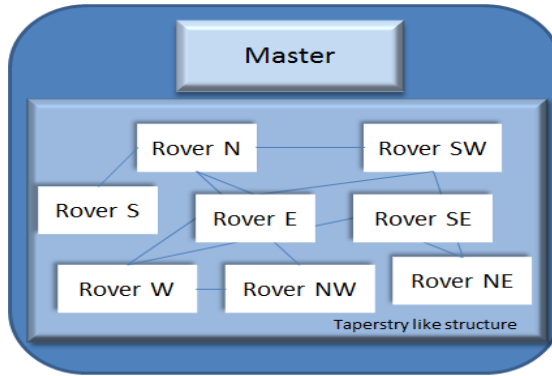 Master
Rover N
Rover SW
Rover S
Rover E
Rover SE
Rover W
Rover NW
Rover NE
Taperstry like structure